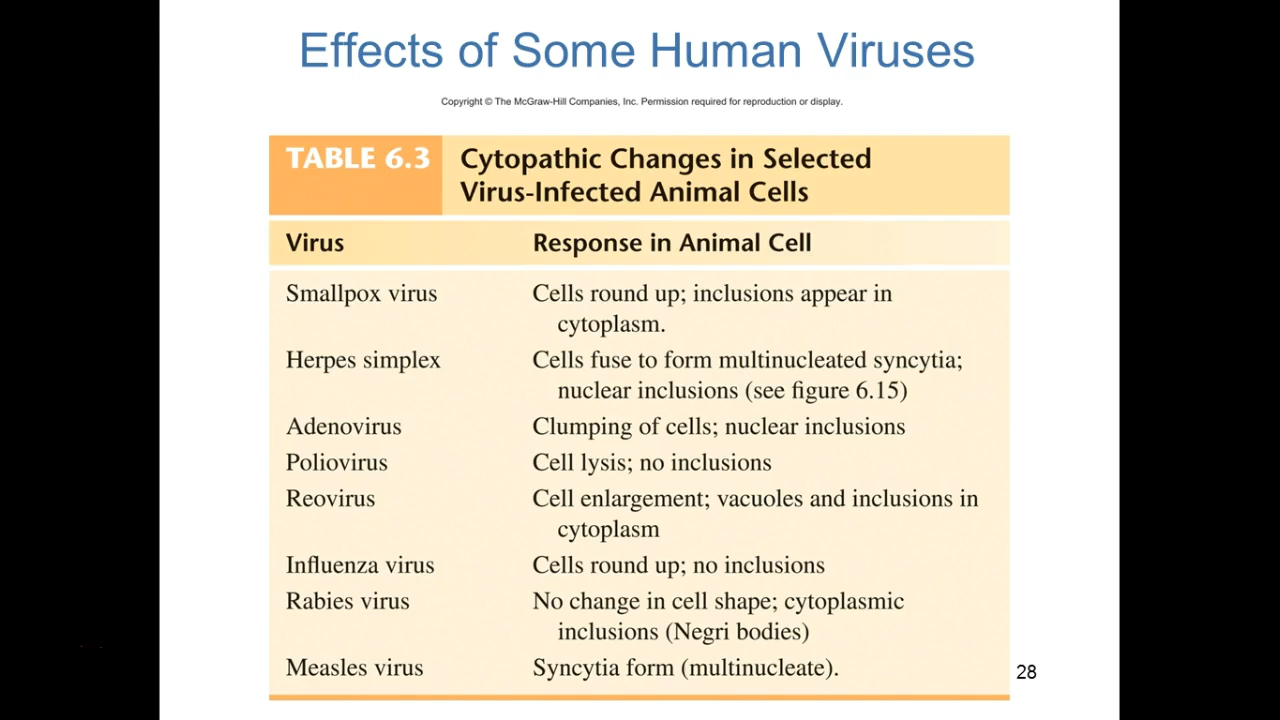 Effects of Some Human Viruses
Copyright © The McGraw-Hill Companies, Inc. Permission required for reproduction or display.
TABLE 6.3 Cytopathic Changes in Selected
Virus-Infected Animal Cells
Virus Response in Animal Cell
Smallpox virus Cells round up; inclusions appear in
cytoplasm.
Herpes simplex Cells fuse to form multinucleated syncytia;
nuclear inclusions (see figure 6.15)
Adenovirus Clumping of cells; nuclear inclusions
Poliovirus Cell lysis; no inclusions
Reovirus Cell enlargement; vacuoles and inclusions in
cytoplasm
Influenza virus Cells round up; no inclusions
Rabies virus No change in cell shape; cytoplasmic
inclusions (Negri bodies)
Measles virus Syncytia form (multinucleate).
28